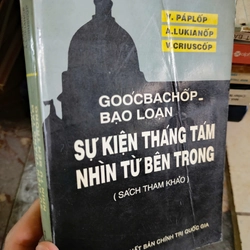 N. PÁPLỐP
A.LUKIANỐP
V.CRIUSCỐP
GOÓCBACHỐP_
BẠO LOẠN
SỰ KIỆN THÁNG TÁM
NHÌN TỪ BÊN TRONG
( SÁCH THAM KHẢO )
XUẤT BẢN CHÍNH TRỊ QUỐC GIA